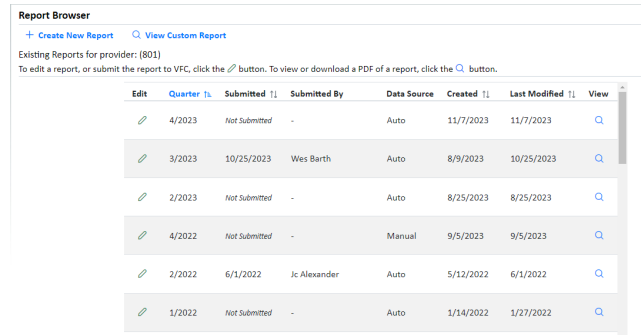 Report Browser
+ Create New Report View Custom Report
Existing Reports for provider: (801)
To edit a report, or submit the report to VFC, click the button. To view or download a PDF of a report, click the button.
Edit Quarter Submitted Submitted By Data Source Created Last Modified View
4/2023 Not Submitted - Auto 11/7/2023 11/7/2023
3/2023 10/25/2023 Wes Barth Auto 8/9/2023 10/25/2023
2/2023 Not Submitted - Auto 8/25/2023 8/25/2023
4/2022 Not Submitted - Manual 9/5/2023 9/5/2023
2/2022 6/1/2022 Jc Alexander Auto 5/12/2022 6/1/2022
1/2022 Not Submitted - Auto 1/14/2022 1/27/2022